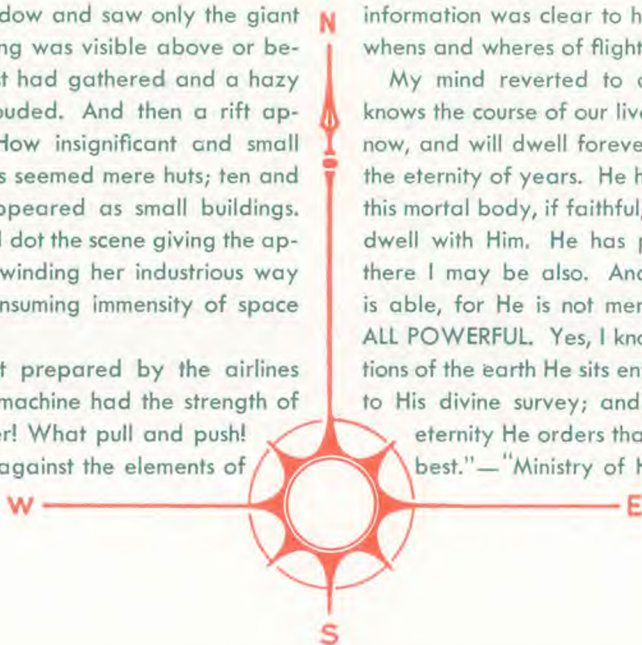 N
dow and saw only the giant
ng was visible above or be-
st had gathered and a hazy
ouded. And then a rift ap-
How insignificant and small
s seemed mere huts; ten and
ppeared as small buildings.
d dot the scene giving the ap-
winding her industrious way
nsuming immensity of space
t prepared by the airlines
machine had the strength of
er! What pull and push!
against the elements of
information was clear to h
whens and wheres of flight
My mind reverted to
knows the course of our live
now, and will dwell foreve
the eternity of years. He h
this mortal body, if faithful,
dwell with Him. He has p
there I may be also. And
is able, for He is not mer
ALL POWERFUL. Yes, I kno
tions of the earth He sits en
to His divine survey; and
eternity He orders tha
best."—"Ministry of H
W
E
S